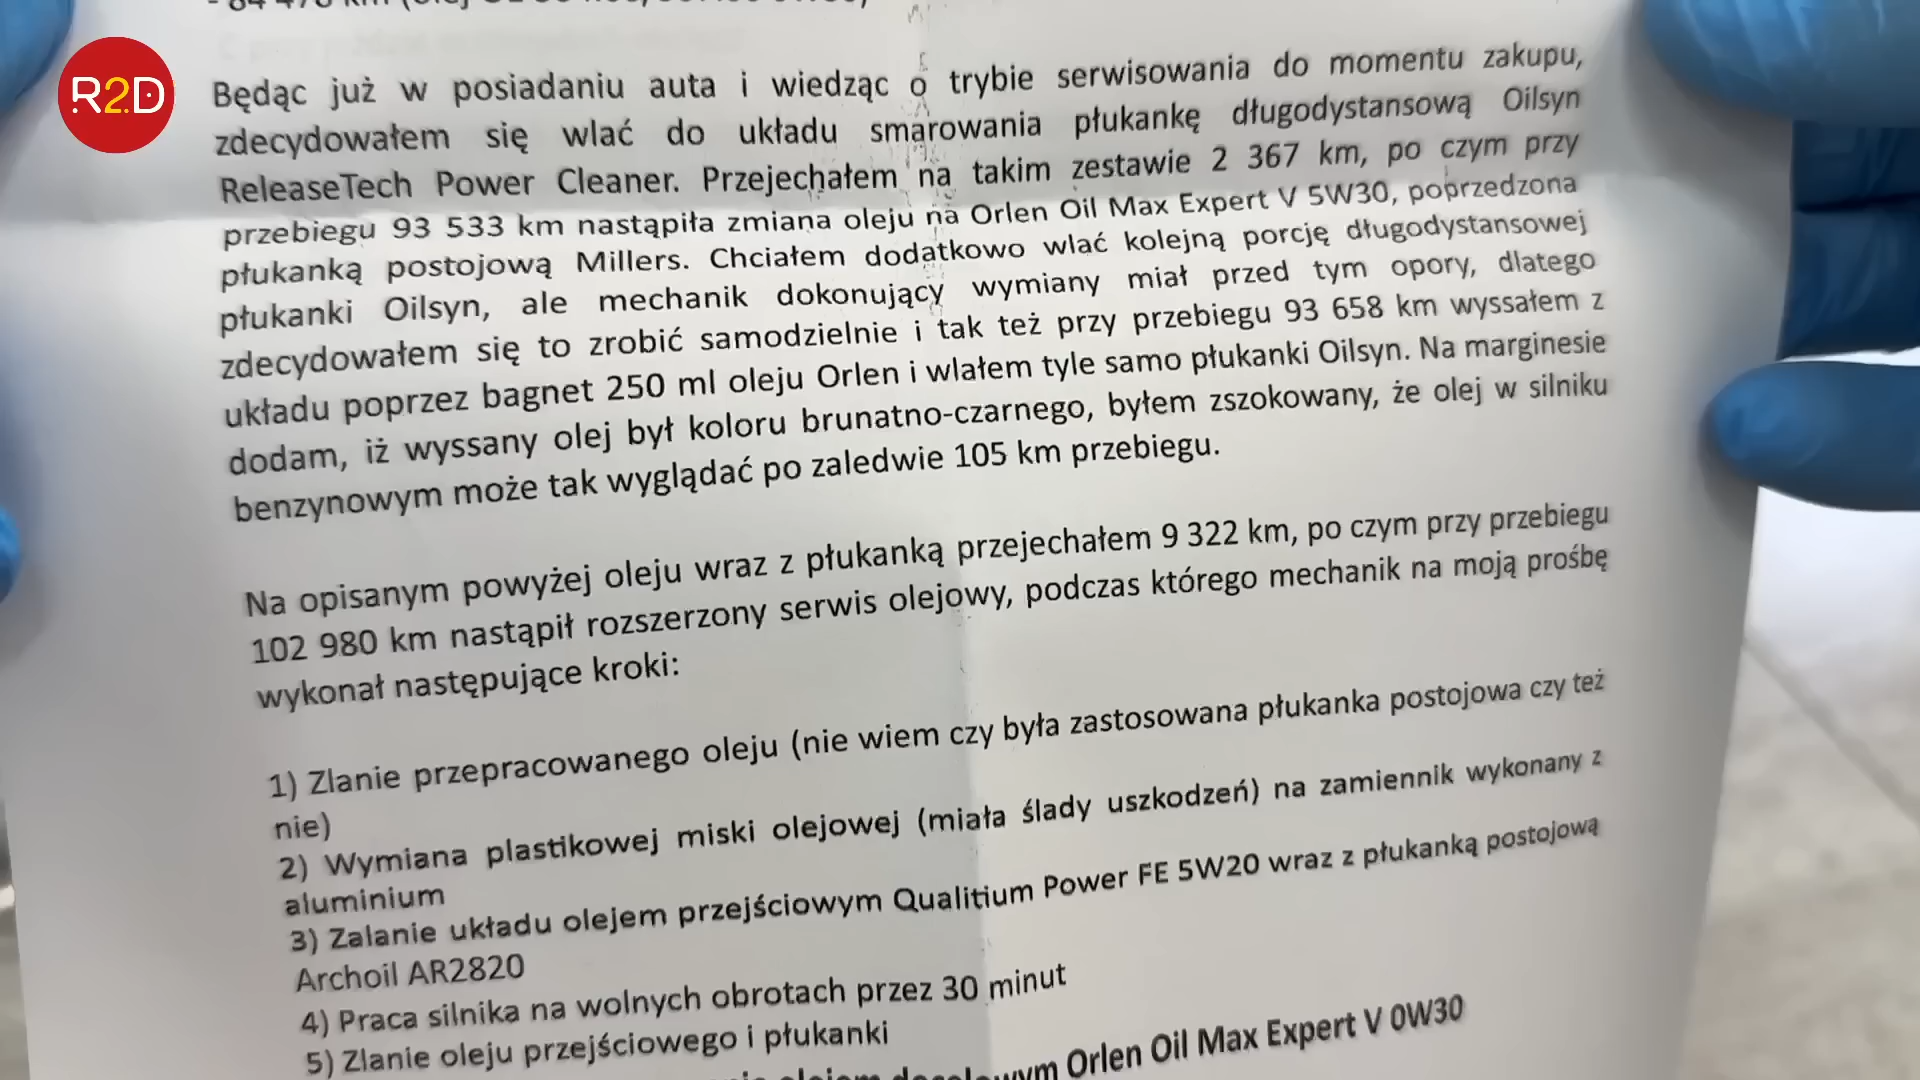 R2D
Będąc już w posiadaniu auta i wiedząc o trybie serwisowania do momentu zakupu,
zdecydowałem się wlać do układu smarowania płukankę długodystansową Oilsyn
ReleaseTech Power Cleaner. Przejechałem na takim zestawie 2 367 km, po czym przy
przebiegu 93 533 km nastąpiła zmiana oleju na Orlen Oil Max Expert V 5W30, poprzedzona
płukanką postojową Millers. Chciałem dodatkowo wlać kolejną porcję długodystansowej
płukanki Oilsyn, ale mechanik dokonujący wymiany miał przed tym opory, dlatego
zdecydowałem się to zrobić samodzielnie i tak też przy przebiegu 93 658 km wyssałem z
układu poprzez bagnet 250 ml oleju Orlen i wlałem tyle samo płukanki Oilsyn. Na marginesie
dodam, iż wyssany olej był koloru brunatno-czarnego, byłem zszokowany, że olej w silniku
benzynowym może tak wyglądać po zaledwie 105 km przebiegu.
Na opisanym powyżej oleju wraz z płukanką przejechałem 9 322 km, po czym przy przebiegu
102 980 km nastąpił rozszerzony serwis olejowy, podczas którego mechanik na moją prośbę
wykonał następujące kroki:
1) Zlanie przepracowanego oleju (nie wiem czy była zastosowana płukanka postojowa czy też
nie)
2) Wymiana plastikowej miski olejowej (miała ślady uszkodzeń) na zamiennik wykonany z
aluminium
3) Zalanie układu olejem przejściowym Qualitium Power FE 5W20 wraz z płukanką postojową
Archoil AR2820
4) Praca silnika na wolnych obrotach przez 30 minut
5) Zlanie oleju przejściowego i płukanki
olejem Orlen Oil Max Expert V 0W30